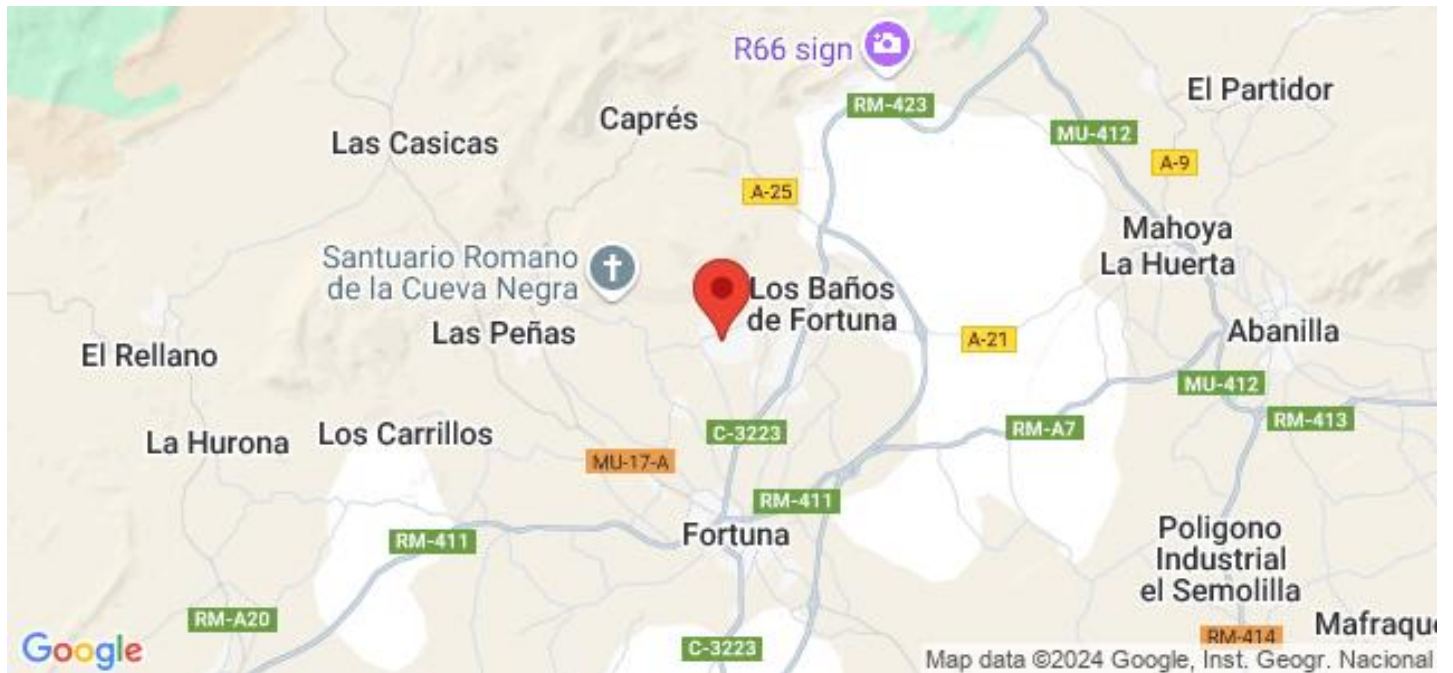 R66 sign
RM-423
El Partidor
Caprés
MU-412
Las Casicas
A-9
A-25
Mahoya
La Huerta
Santuario Romano
de la Cueva Negra
Los Baños
de Fortuna
Las Peñas
A-21
Abanilla
El Rellano
MU-412
RM-413
La Hurona
Los Carrillos
C-3223
RM-A7
MU-17-A
RM-411
RM-411
Fortuna
Poligono
Industrial
el Semolilla
RM-A20
Mafraque
RM-414
C-3223
Google
Map data ©2024 Google, Inst. Geogr. Nacional